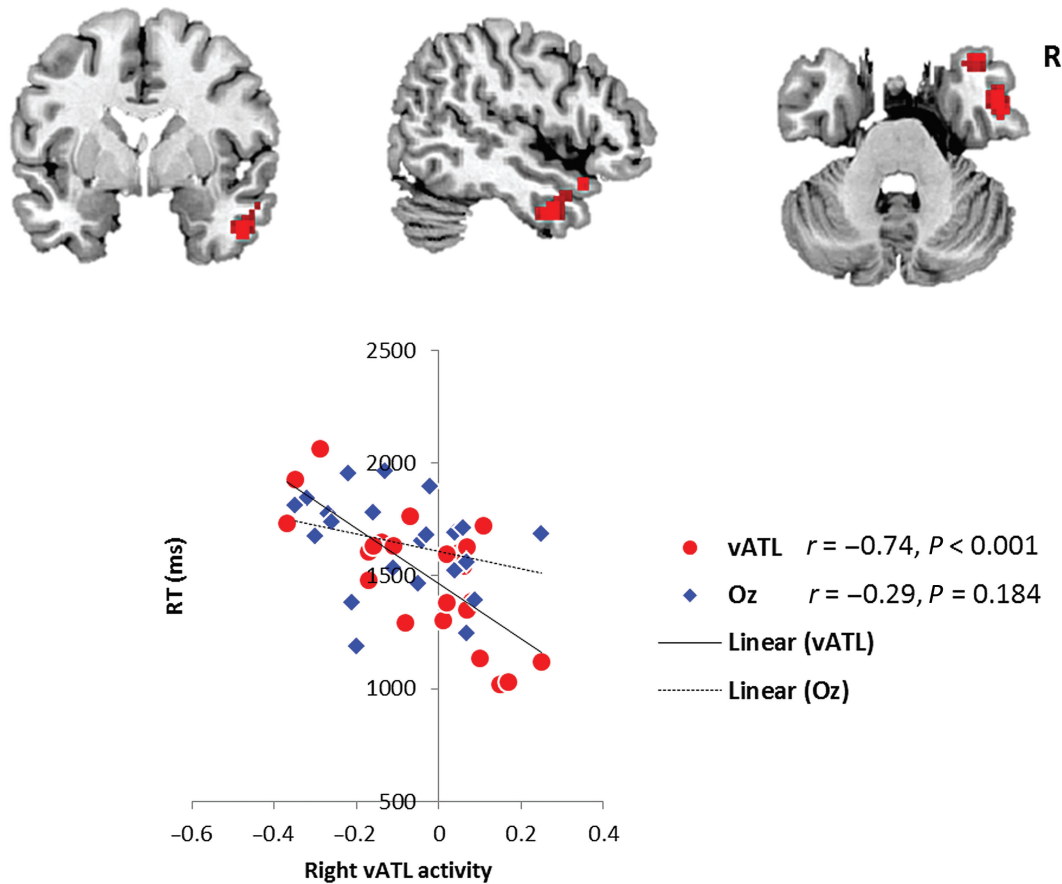 R
2500
2000
1500
1000
500
−0.6 −0.4 −0.2 0 0.2 0.4
RT (ms)
Right vATL activity
vATL r = −0.74, P < 0.001
Oz r = −0.29, P = 0.184
Linear (vATL)
Linear (Oz)